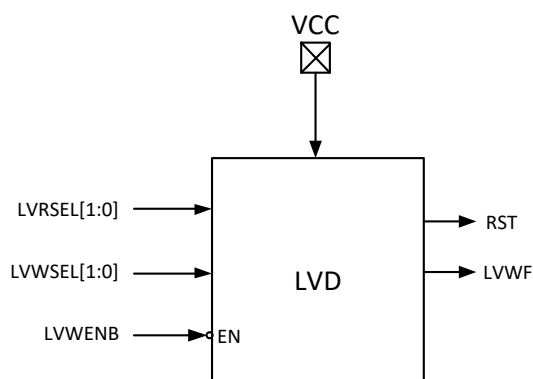 VCC
LVRSEL[1:0]
RST
LVWSEL[1:0]
LVD
LVWF
LVWENB
EN